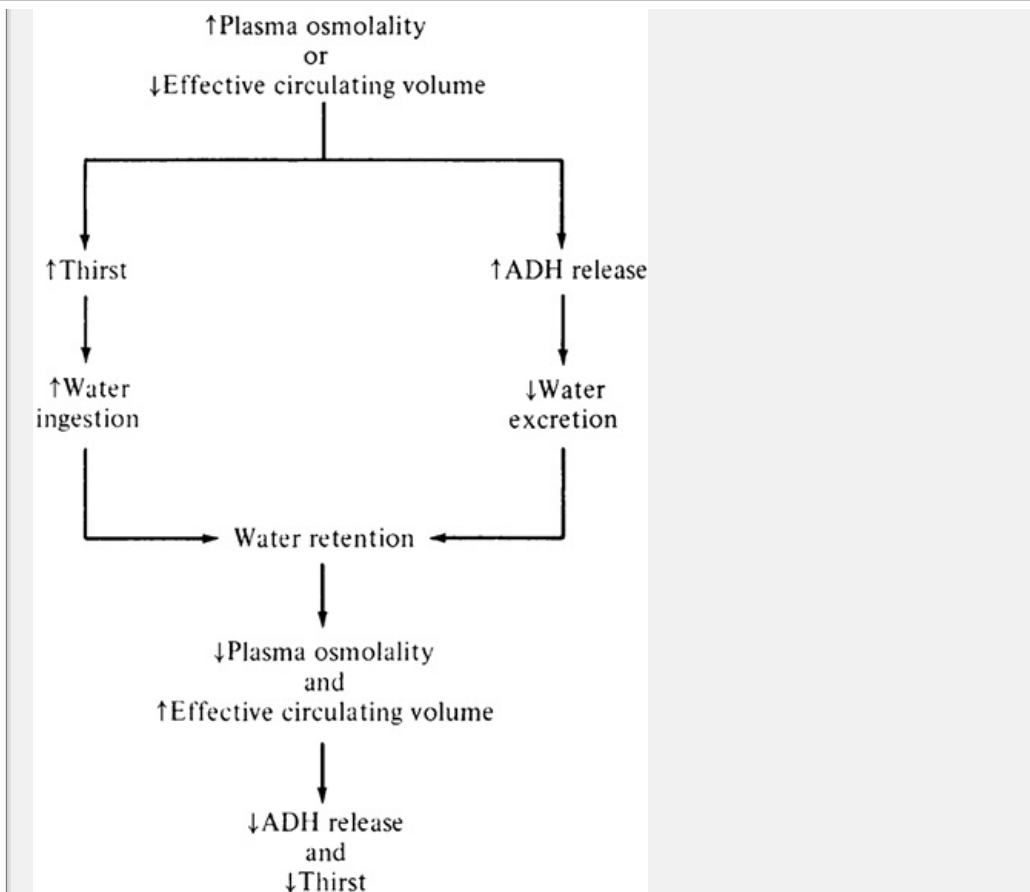 ↑Plasma osmolality
or
↓Effective circulating volume
↑Thirst
↑ADH release
↑Water
ingestion
↓Water
excretion
Water retention
↓Plasma osmolality
and
↑Effective circulating volume
↓ADH release
and
↓Thirst